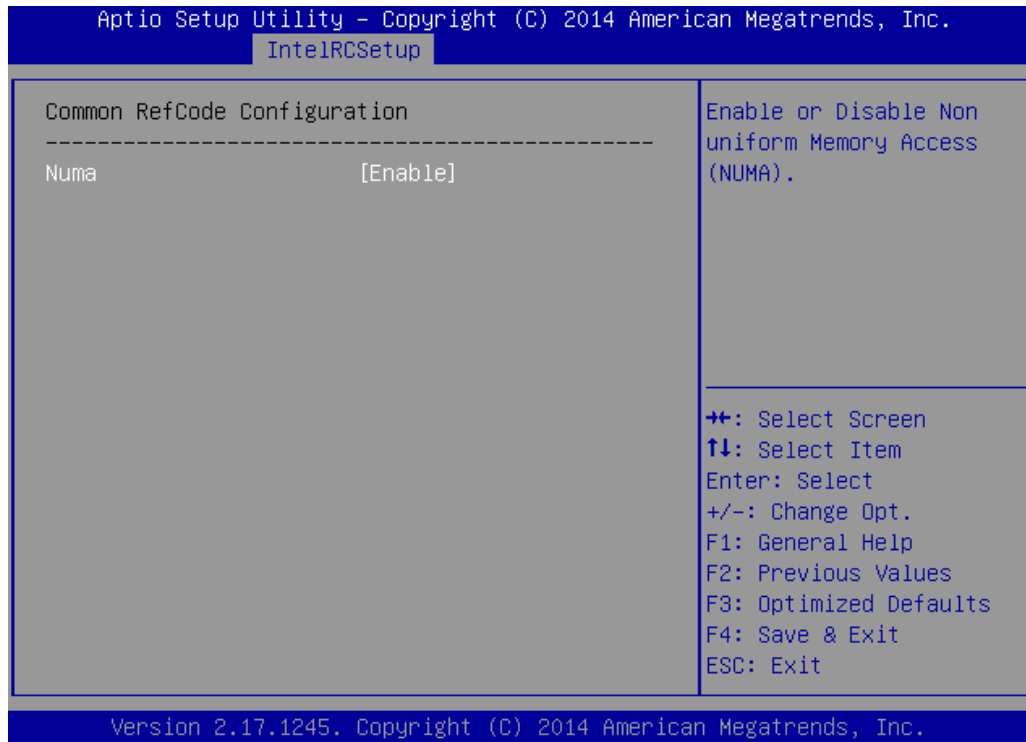 Aptio Setup Utility – Copyright (C) 2014 American Megatrends, Inc.
IntelRCSetup
Common RefCode Configuration
-----------------------------------------------
Numa [Enable]
Enable or Disable Non
uniform Memory Access
(NUMA).
→←: Select Screen
↑↓: Select Item
Enter: Select
+/-: Change Opt.
F1: General Help
F2: Previous Values
F3: Optimized Defaults
F4: Save & Exit
ESC: Exit
Version 2.17.1245. Copyright (C) 2014 American Megatrends, Inc.